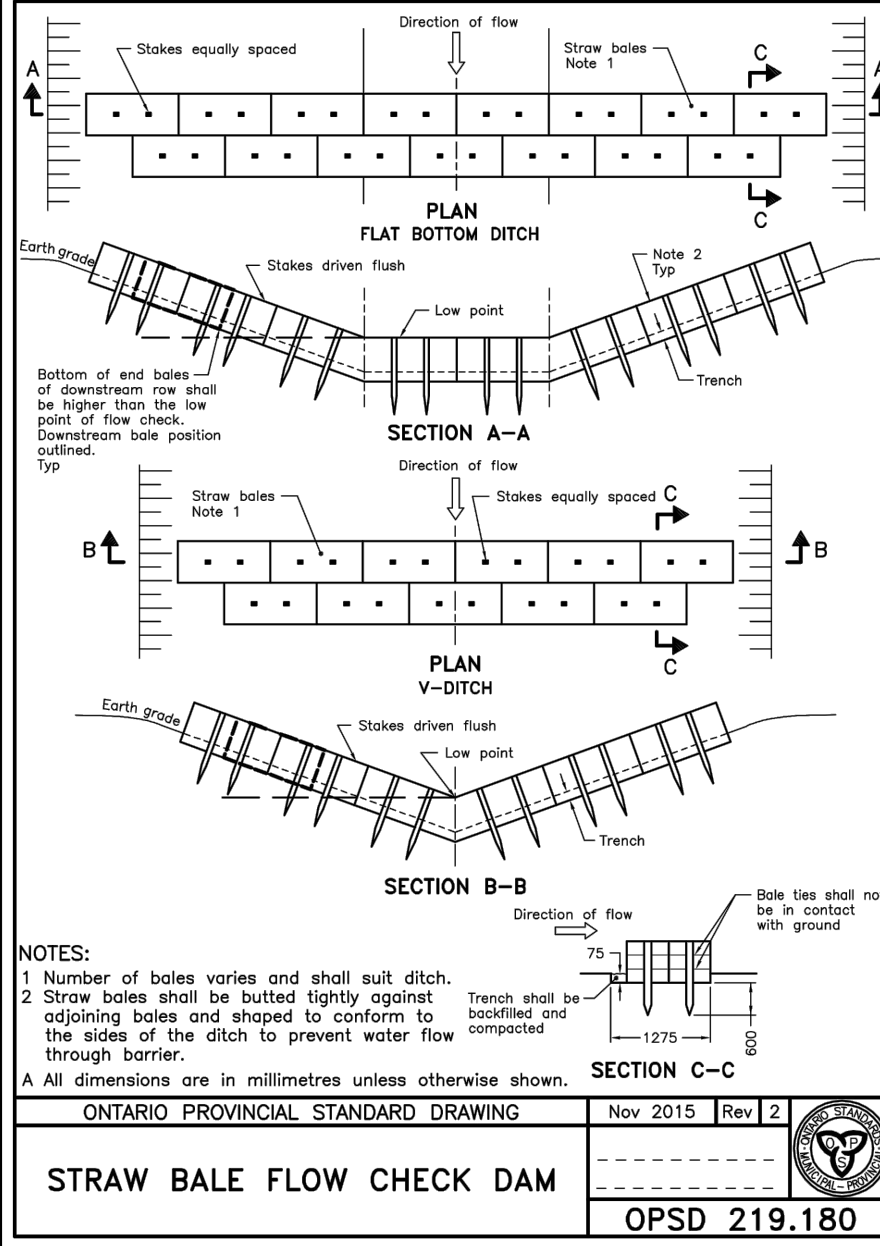 Direction of flow
Stakes equally spaced
Straw bales
Note 1
C
A
A
C
PLAN
FLAT BOTTOM DITCH
Earth grade
Stakes driven flush
Note 2
Typ
Low point
Trench
Bottom of end bales
of downstream row shall
be higher than the low
point of flow check.
Downstream bale position
outlined.
Typ
SECTION A-A
Direction of flow
Straw bales
Note 1
Stakes equally spaced
C
B
B
C
PLAN
V-DITCH
Earth grade
Stakes driven flush
Low point
Trench
SECTION B-B
Direction of flow
Bale ties shall no
be in contact
with ground
75
Trench shall be
backfilled and
compacted
1275
600
SECTION C-C
NOTES:
1 Number of bales varies and shall suit ditch.
2 Straw bales shall be butted tightly against
adjoining bales and shaped to conform to
the sides of the ditch to prevent water flow
through barrier.
A All dimensions are in millimetres unless otherwise shown.
ONTARIO PROVINCIAL STANDARD DRAWING
Nov 2015
Rev 2
STRAW BALE FLOW CHECK DAM
ONTARIO STANDARDS
MUNICIPAL - PROVINCIAL
OPS
OPSD 219.180